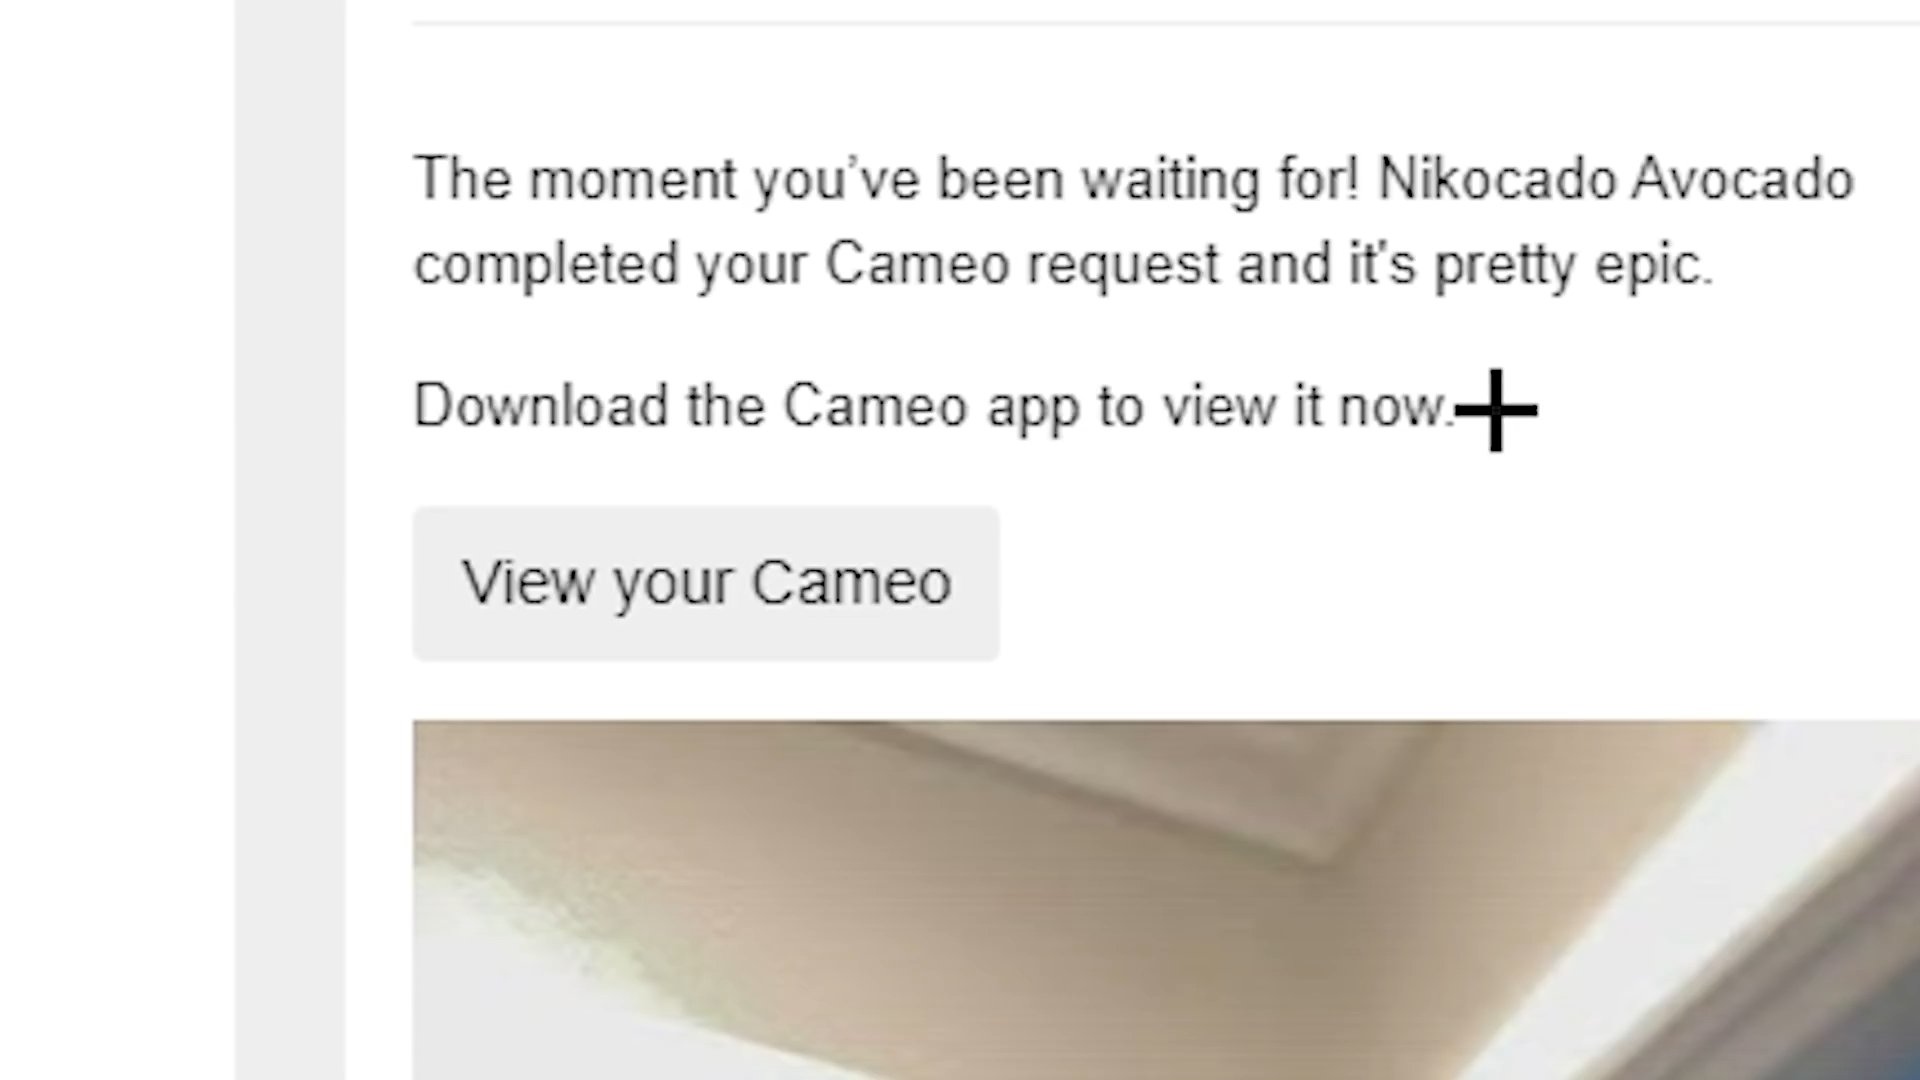 The moment you’ve been waiting for! Nikocado Avocado
completed your Cameo request and it's pretty epic.
Download the Cameo app to view it now.
View your Cameo